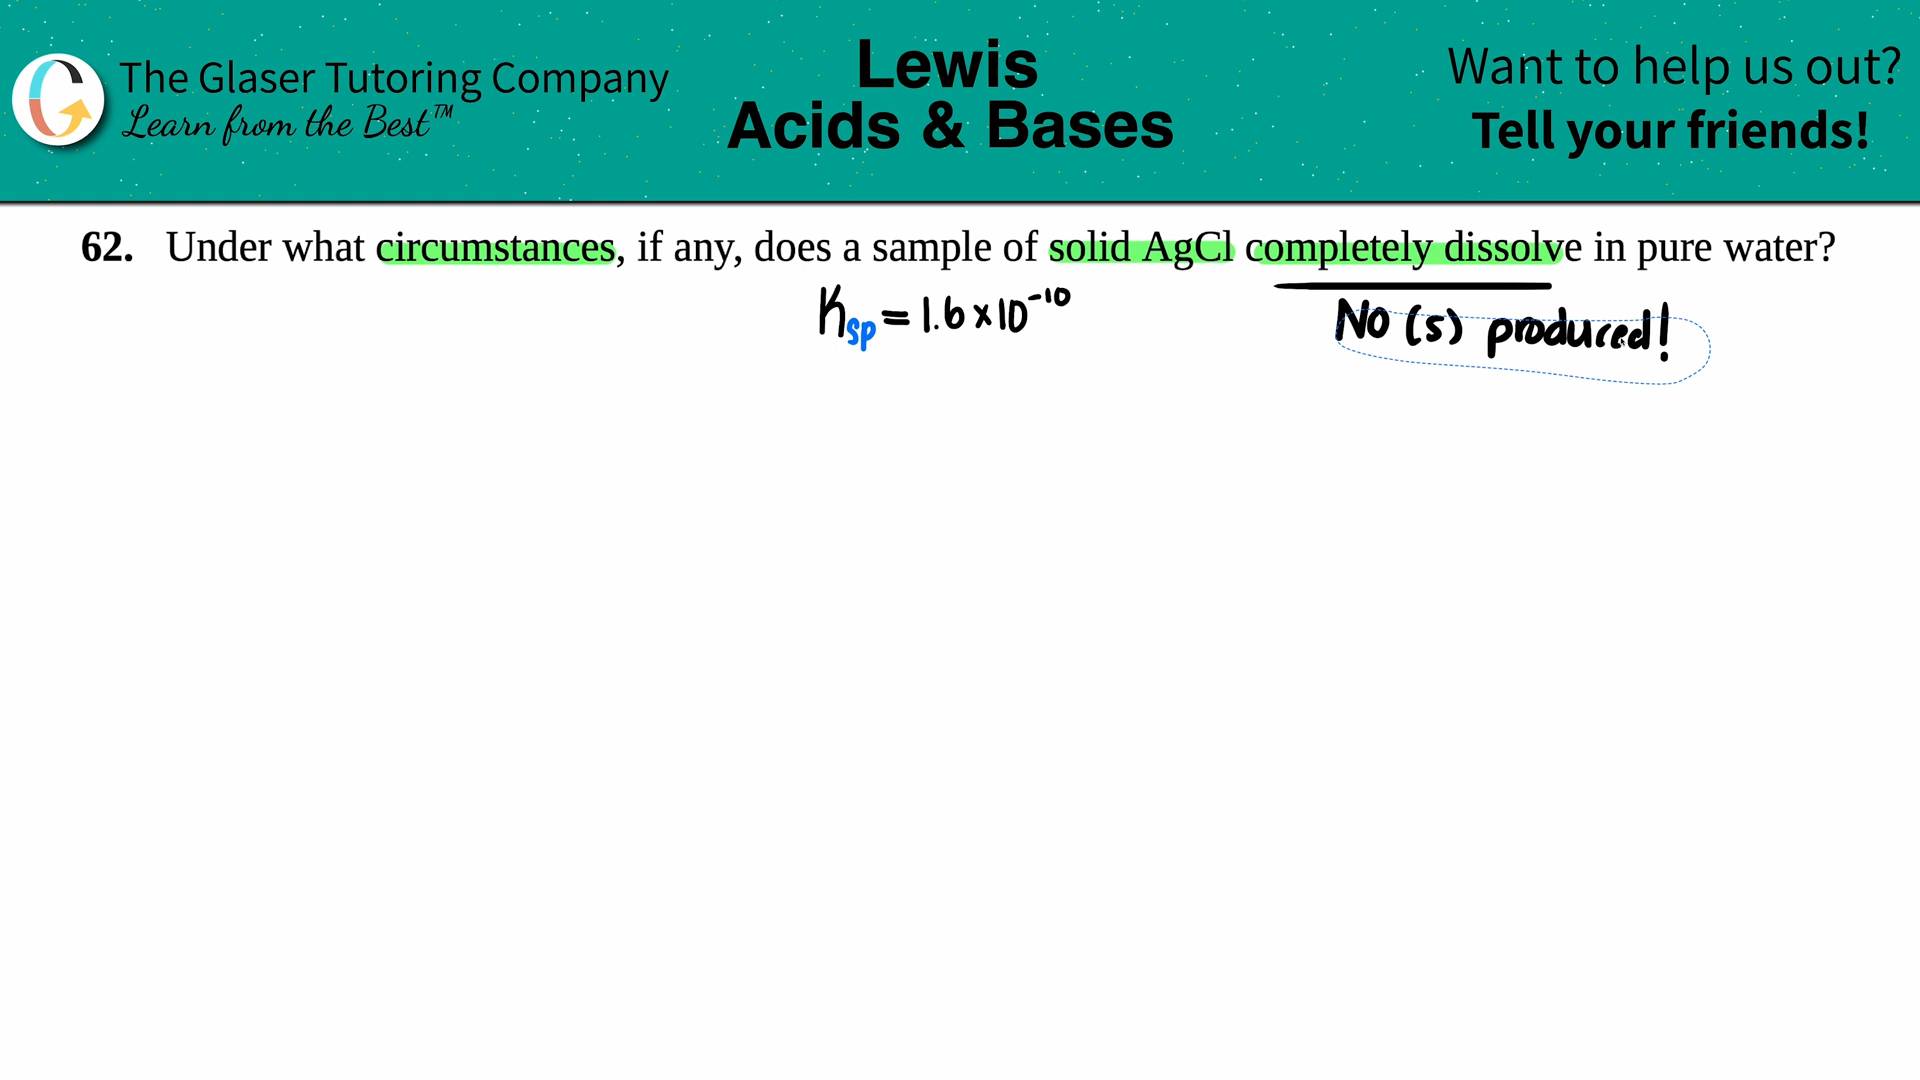 The Glaser Tutoring Company
Learn from the Best™
Lewis
Acids & Bases
Want to help us out?
Tell your friends!
62. Under what circumstances, if any, does a sample of solid AgCl completely dissolve in pure water?
Ksp = 1.6 x 10⁻¹⁰
No (s) produced!